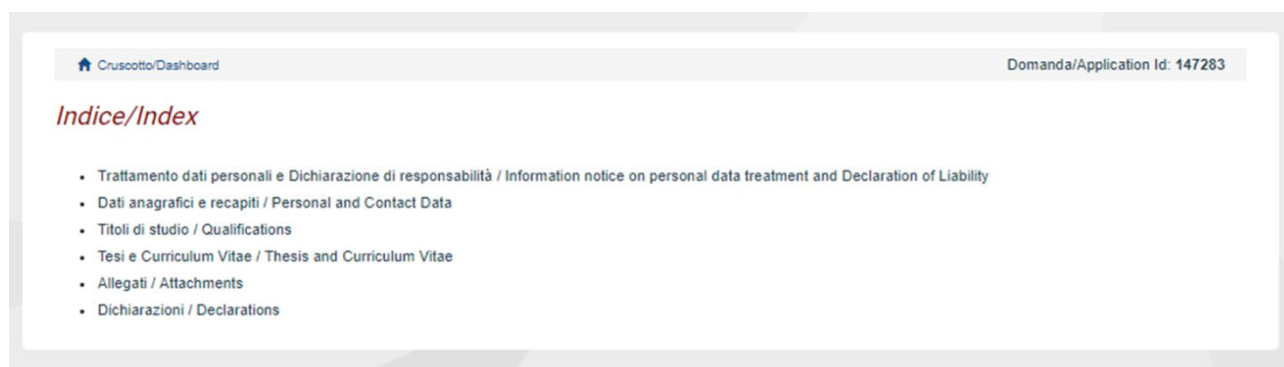 Cruscotto/Dashboard
Domanda/Application Id: 147283
Indice/Index
Trattamento dati personali e Dichiarazione di responsabilità / Information notice on personal data treatment and Declaration of Liability
Dati anagrafici e recapiti / Personal and Contact Data
Titoli di studio / Qualifications
Tesi e Curriculum Vitae / Thesis and Curriculum Vitae
Allegati / Attachments
Dichiarazioni / Declarations